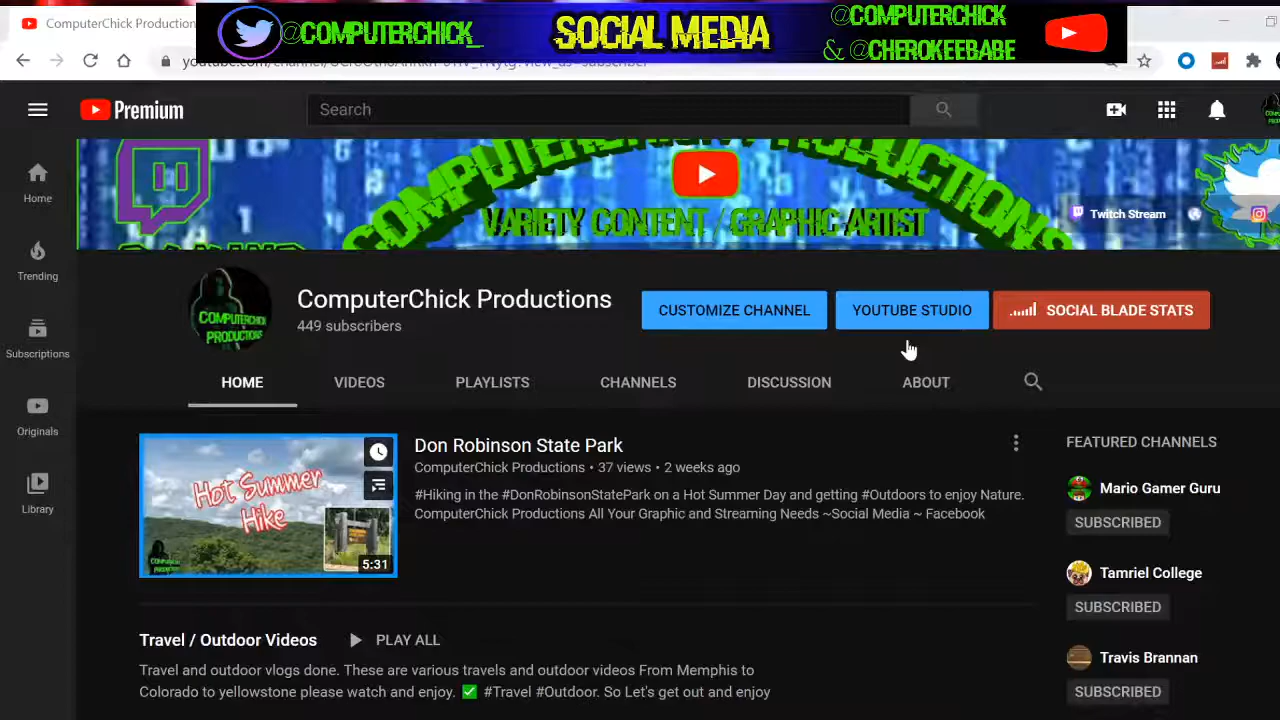 ComputerChick Production
@COMPUTERCHICK_
SOCIAL MEDIA
@COMPUTERCHICK
& @CHEROKEEBABE
Premium
Search
COMPUTERCHICK PRODUCTIONS
VARIETY CONTENT / GRAPHIC ARTIST
Twitch Stream
Home
Trending
Subscriptions
Originals
Library
COMPUTERCHICK
PRODUCTIONS
ComputerChick Productions
449 subscribers
CUSTOMIZE CHANNEL
YOUTUBE STUDIO
SOCIAL BLADE STATS
HOME
VIDEOS
PLAYLISTS
CHANNELS
DISCUSSION
ABOUT
Hot Summer
Hike
5:31
Don Robinson State Park
ComputerChick Productions • 37 views • 2 weeks ago
#Hiking in the #DonRobinsonStatePark on a Hot Summer Day and getting #Outdoors to enjoy Nature.
ComputerChick Productions All Your Graphic and Streaming Needs ~Social Media ~ Facebook
FEATURED CHANNELS
Mario Gamer Guru
SUBSCRIBED
Tamriel College
SUBSCRIBED
Travis Brannan
SUBSCRIBED
Travel / Outdoor Videos
PLAY ALL
Travel and outdoor vlogs done. These are various travels and outdoor videos From Memphis to
Colorado to yellowstone please watch and enjoy. ✅ #Travel #Outdoor. So Let's get out and enjoy